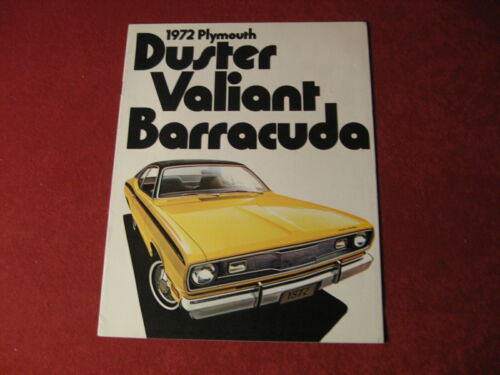 1972 Plymouth
Duster
Valiant
Barracuda
1972